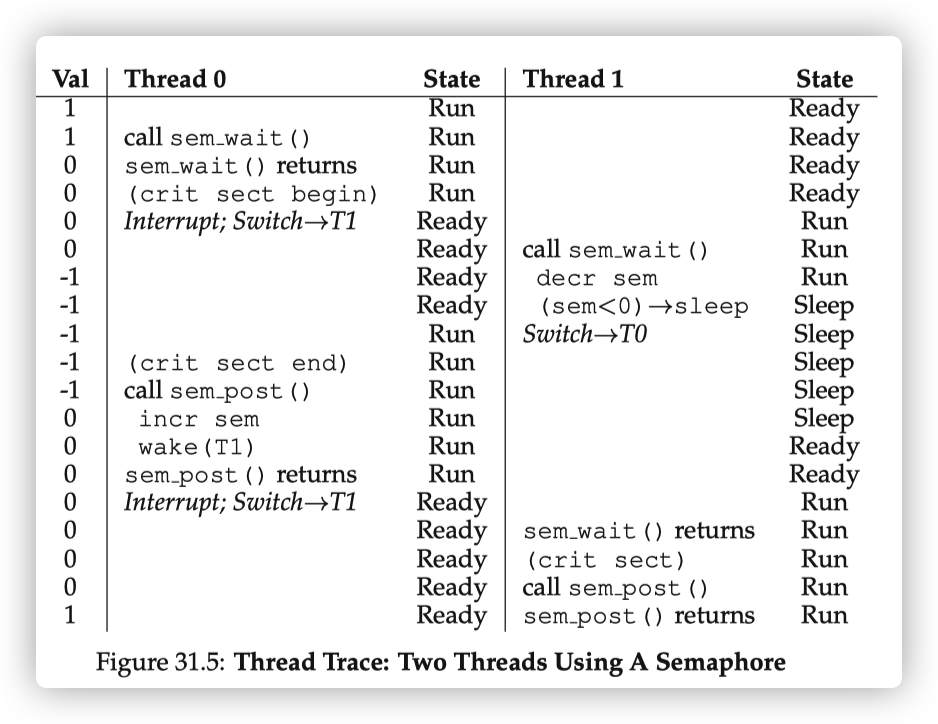 Val Thread 0 State Thread 1 State
1 Run Ready
1 call sem_wait() Run Ready
0 sem_wait() returns Run Ready
0 (crit sect begin) Run Ready
0 Interrupt; Switch→T1 Ready Run
0 Ready call sem_wait() Run
-1 Ready decr sem Run
-1 Ready (sem<0)→sleep Sleep
-1 Run Switch→T0 Sleep
-1 (crit sect end) Run Sleep
-1 call sem_post() Run Sleep
0 incr sem Run Sleep
0 wake(T1) Run Ready
0 sem_post() returns Run Ready
0 Interrupt; Switch→T1 Ready Run
0 Ready sem_wait() returns Run
0 Ready (crit sect) Run
0 Ready call sem_post() Run
1 Ready sem_post() returns Run
Figure 31.5: Thread Trace: Two Threads Using A Semaphore